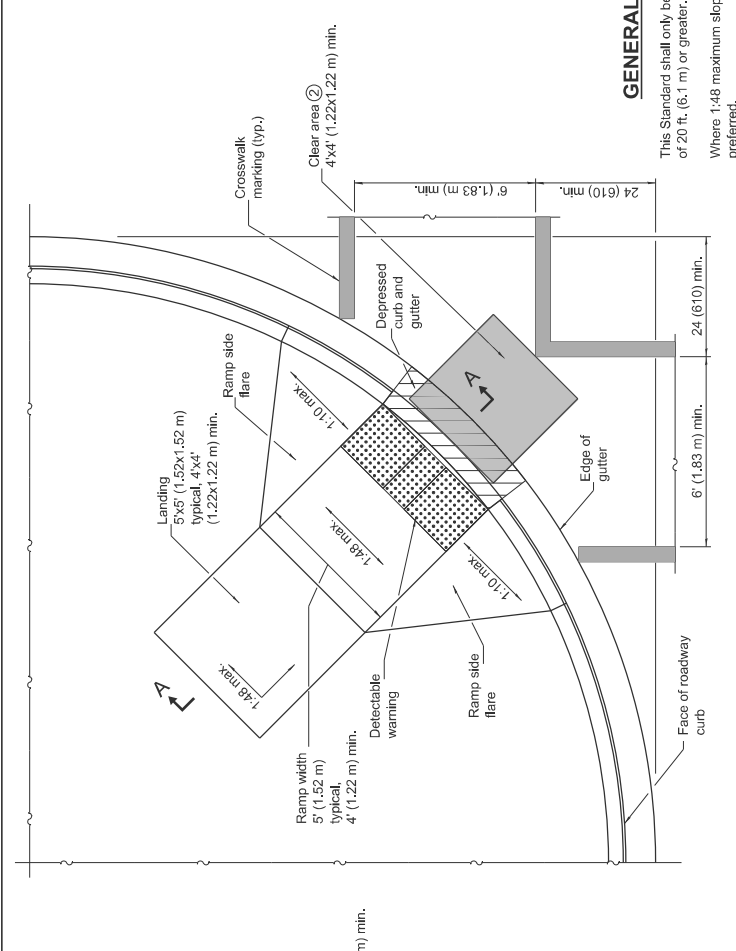 Crosswalk
marking (typ.)
Clear area ②
4'x4' (1.22x1.22 m) min.
6' (1.83 m) min.
24 (610) min.
Depressed
curb and
gutter
Ramp side
flare
1:10 max.
Landing
5'x5' (1.52x1.52 m)
typical, 4'x4'
(1.22x1.22 m) min.
A
1:48 max.
24 (610) min.
6' (1.83 m) min.
Edge of
gutter
A
1:48 max.
1:10 max.
Ramp width
5' (1.52 m)
typical,
4' (1.22 m) min.
Detectable
warning
Ramp side
flare
Face of roadway
curb
m) min.
GENERAL
This Standard shall only be
of 20 ft. (6.1 m) or greater.
Where 1:48 maximum slop
preferred.